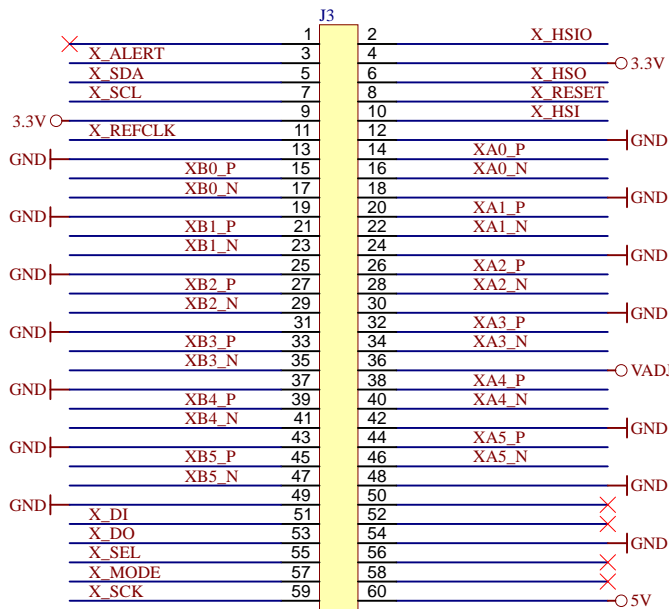 J3
1 2 X_HSIO
X_ALERT 3 4 3.3V
X_SDA 5 6 X_HSO
X_SCL 7 8 X_RESET
3.3V 9 10 X_HSI
X_REFCLK 11 12 GND
GND 13 14 XA0_P
XB0_P 15 16 XA0_N
XB0_N 17 18 GND
GND 19 20 XA1_P
XB1_P 21 22 XA1_N
XB1_N 23 24 GND
GND 25 26 XA2_P
XB2_P 27 28 XA2_N
XB2_N 29 30 GND
GND 31 32 XA3_P
XB3_P 33 34 XA3_N
XB3_N 35 36 VADJ
GND 37 38 XA4_P
XB4_P 39 40 XA4_N
XB4_N 41 42 GND
GND 43 44 XA5_P
XB5_P 45 46 XA5_N
XB5_N 47 48 GND
GND 49 50
X_DI 51 52
X_DO 53 54 GND
X_SEL 55 56
X_MODE 57 58
X_SCK 59 60 5V